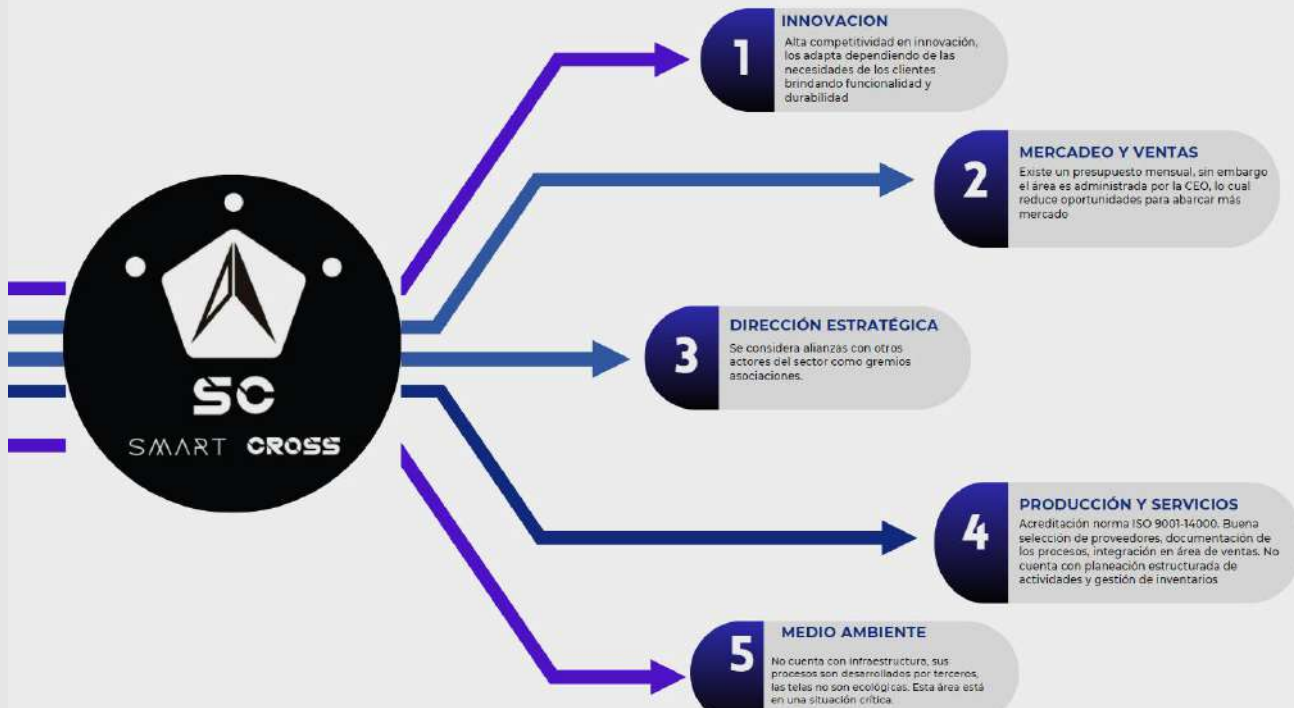 SC
SMART CROSS
1
INNOVACION
Alta competitividad en innovación,
los adapta dependiendo de las
necesidades de los clientes
brindando funcionalidad y
durabilidad
2
MERCADEO Y VENTAS
Existe un presupuesto mensual, sin embargo
el área es administrada por la CEO, lo cual
reduce oportunidades para abarcar más
mercado
3
DIRECCIÓN ESTRATÉGICA
Se considera alianzas con otros
actores del sector como gremios
asociaciones.
4
PRODUCCIÓN Y SERVICIOS
Acreditación norma ISO 9001-14000. Buena
selección de proveedores, documentación de
los procesos, integración en área de ventas. No
cuenta con planeación estructurada de
actividades y gestión de inventarios
5
MEDIO AMBIENTE
No cuenta con infraestructura, sus
procesos son desarrollados por terceros,
las telas no son ecológicas. Esta área está
en una situación crítica.